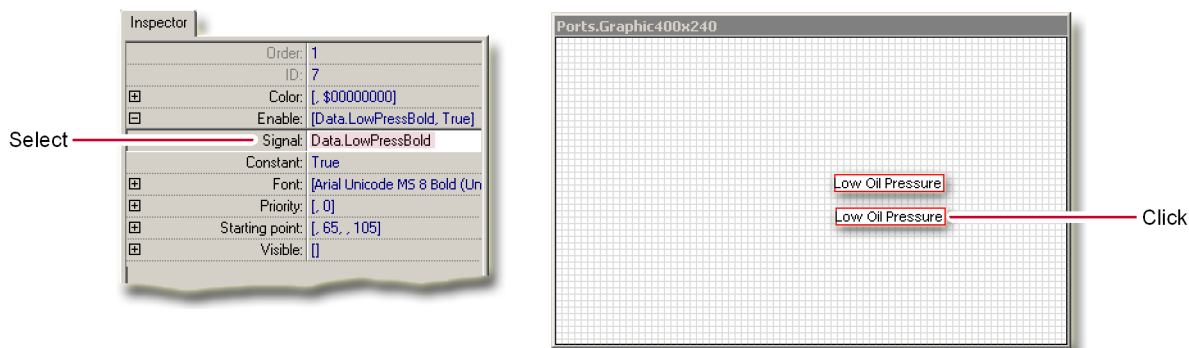 Inspector
Order: 1
ID: 7
Color: [, $00000000]
Enable: [Data.LowPressBold, True]
Signal: Data.LowPressBold
Constant: True
Font: [Arial Unicode MS 8 Bold (Un
Priority: [, 0]
Starting point: [, 65, , 105]
Visible: []
Select
Ports.Graphic400x240
Low Oil Pressure
Low Oil Pressure
Click